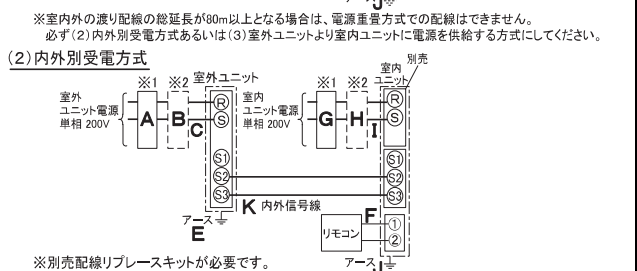 J
※室内外の渡り配線の総延長が80m以上となる場合は、電源重畳方式での配線はできません。
必ず(2)内外別受電方式あるいは(3)室外ユニットより室内ユニットに電源を供給する方式にしてください。
(2)内外別受電方式
別売
※1 ※2 室外ユニット ※1 ※2 室内ユニット
室外
ユニット電源
単相 200V
A B C
R
S
室内
ユニット電源
単相 200V
G H I
R
S
S1 S1
S2 S2
S3 S3
K 内外信号線
F
リモコン
①
②
アース
E
アース
J
※別売配線リプレースキットが必要です。